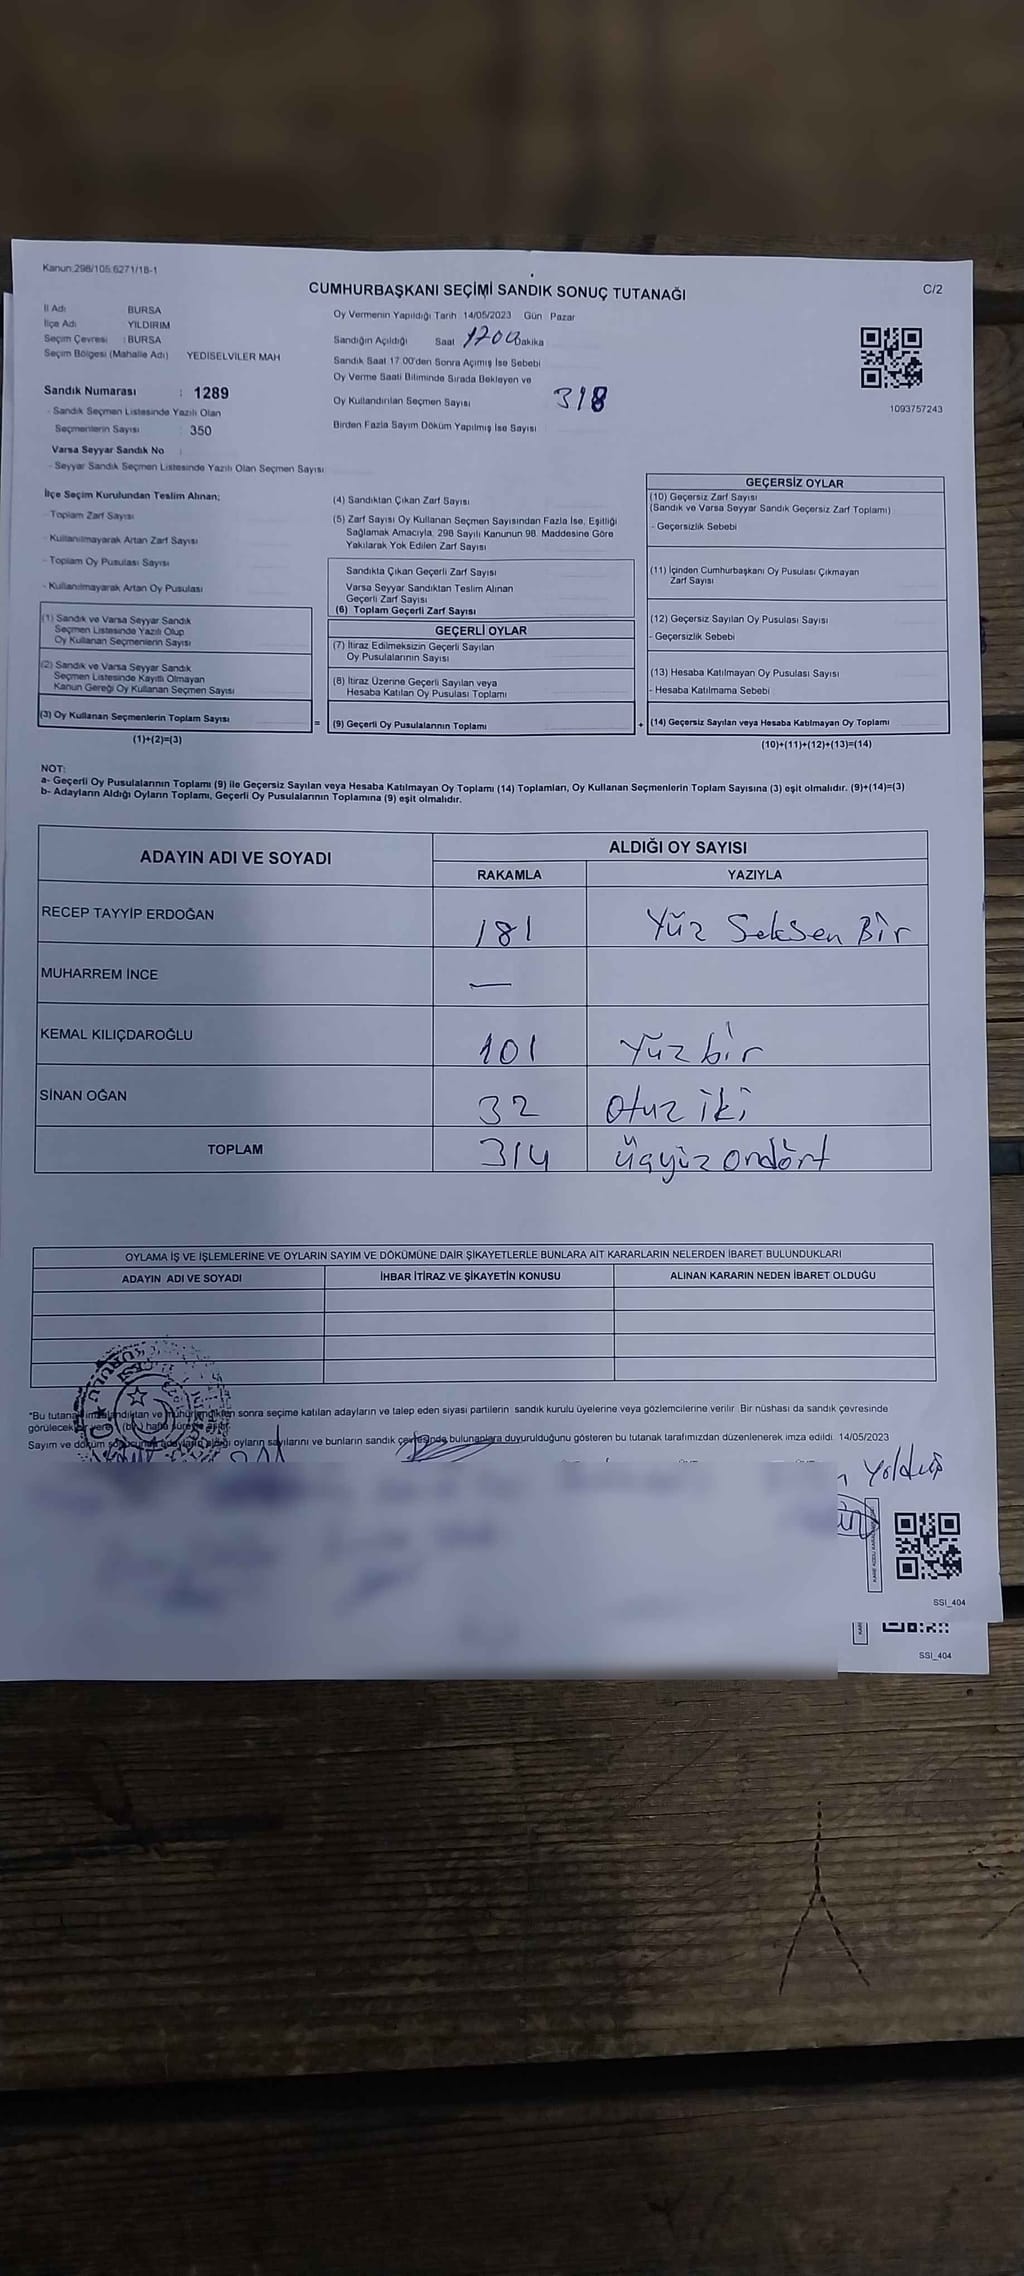 Kanun:298/105.6271/18-1
CUMHURBAŞKANI SEÇİMİ SANDIK SONUÇ TUTANAĞI
C/2
İl Adı BURSA
İlçe Adı YILDIRIM
Seçim Çevresi : BURSA
Seçim Bölgesi (Mahalle Adı) YEDİSELVİLER MAH
Sandık Numarası : 1289
- Sandık Seçmen Listesinde Yazılı Olan
Seçmenlerin Sayısı : 350
Varsa Seyyar Sandık No :
- Seyyar Sandık Seçmen Listesinde Yazılı Olan Seçmen Sayısı
Oy Vermenin Yapıldığı Tarih 14/05/2023 Gün : Pazar
Sandığın Açıldığı Saat 1700 Dakika
Sandık Saat 17:00'den Sonra Açımış İse Sebebi
Oy Verme Saati Bitiminde Sırada Bekleyen ve
Oy Kullandırılan Seçmen Sayısı 318
Birden Fazla Sayım Döküm Yapılmış İse Sayısı
1093757243
İlçe Seçim Kurulundan Teslim Alınan;
- Toplam Zarf Sayısı
- Kullanılmayarak Artan Zarf Sayısı
- Toplam Oy Pusulası Sayısı
- Kullanılmayarak Artan Oy Pusulası
(1) Sandık ve Varsa Seyyar Sandık
Seçmen Listesinde Yazılı Olup
Oy Kullanan Seçmenlerin Sayısı
(2) Sandık ve Varsa Seyyar Sandık
Seçmen Listesinde Kayıtlı Olmayan
Kanun Gereği Oy Kullanan Seçmen Sayısı
(3) Oy Kullanan Seçmenlerin Toplam Sayısı
(1)+(2)=(3)
(4) Sandıktan Çıkan Zarf Sayısı
(5) Zarf Sayısı Oy Kullanan Seçmen Sayısından Fazla İse, Eşitliği
Sağlamak Amacıyla, 298 Sayılı Kanunun 98. Maddesine Göre
Yakılarak Yok Edilen Zarf Sayısı
Sandıkta Çıkan Geçerli Zarf Sayısı
Varsa Seyyar Sandıktan Teslim Alınan
Geçerli Zarf Sayısı
(6) Toplam Geçerli Zarf Sayısı
GEÇERLİ OYLAR
(7) İtiraz Edilmeksizin Geçerli Sayılan
Oy Pusulalarının Sayısı
(8) İtiraz Üzerine Geçerli Sayılan veya
Hesaba Katılan Oy Pusulası Toplamı
= (9) Geçerli Oy Pusulalarının Toplamı
GEÇERSİZ OYLAR
(10) Geçersiz Zarf Sayısı
(Sandık ve Varsa Seyyar Sandık Geçersiz Zarf Toplamı)
- Geçersizlik Sebebi
(11) İçinden Cumhurbaşkanı Oy Pusulası Çıkmayan
Zarf Sayısı
(12) Geçersiz Sayılan Oy Pusulası Sayısı
- Geçersizlik Sebebi
(13) Hesaba Katılmayan Oy Pusulası Sayısı
- Hesaba Katılmama Sebebi
+ (14) Geçersiz Sayılan veya Hesaba Katılmayan Oy Toplamı
(10)+(11)+(12)+(13)=(14)
NOT:
a- Geçerli Oy Pusulalarının Toplamı (9) ile Geçersiz Sayılan veya Hesaba Katılmayan Oy Toplamı (14) Toplamları, Oy Kullanan Seçmenlerin Toplam Sayısına (3) eşit olmalıdır. (9)+(14)=(3)
b- Adayların Aldığı Oyların Toplamı, Geçerli Oy Pusulalarının Toplamına (9) eşit olmalıdır.
ADAYIN ADI VE SOYADI ALDIĞI OY SAYISI
RAKAMLA YAZIYLA
RECEP TAYYİP ERDOĞAN 181 Yüz Seksen Bir
MUHARREM İNCE —
KEMAL KILIÇDAROĞLU 101 Yüz bir
SİNAN OĞAN 32 otuz iki
TOPLAM 314 üçyüz ondört
OYLAMA İŞ VE İŞLEMLERİNE VE OYLARIN SAYIM VE DÖKÜMÜNE DAİR ŞİKAYETLERLE BUNLARA AİT KARARLARIN NELERDEN İBARET BULUNDUKLARI
ADAYIN ADI VE SOYADI İHBAR İTİRAZ VE ŞİKAYETİN KONUSU ALINAN KARARIN NEDEN İBARET OLDUĞU
"Bu tutanak imzalandıktan ve mühürlendikten sonra seçime katılan adayların ve talep eden siyasi partilerin sandık kurulu üyelerine veya gözlemcilerine verilir. Bir nüshası da sandık çevresinde
görülecek bir yere (bir) hafta süreyle asılır.
Sayım ve döküm sonucunda adayların aldığı oyların sayılarını ve bunların sandık çevresinde bulunanlara duyurulduğunu gösteren bu tutanak tarafımızdan düzenlenerek imza edildi. 14/05/2023
Yoldaş
SSI_404
SSI_404